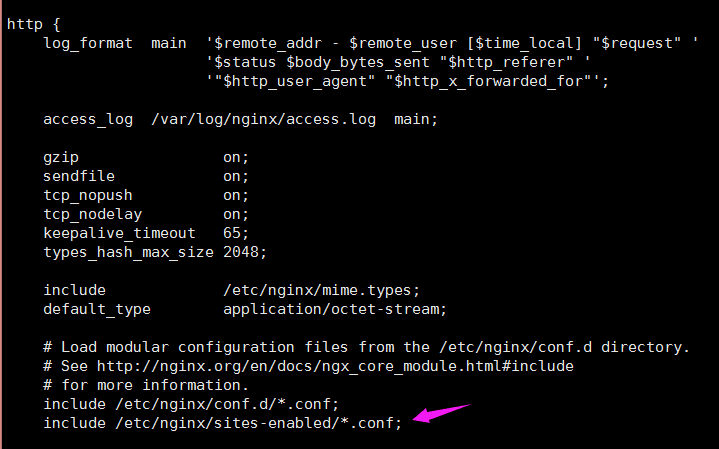 http {
    log_format  main  '$remote_addr - $remote_user [$time_local] "$request" '
                      '$status $body_bytes_sent "$http_referer" '
                      '"$http_user_agent" "$http_x_forwarded_for"';
    access_log  /var/log/nginx/access.log  main;
    gzip                on;
    sendfile            on;
    tcp_nopush          on;
    tcp_nodelay         on;
    keepalive_timeout   65;
    types_hash_max_size 2048;
    include             /etc/nginx/mime.types;
    default_type        application/octet-stream;
    # Load modular configuration files from the /etc/nginx/conf.d directory.
    # See http://nginx.org/en/docs/ngx_core_module.html#include
    # for more information.
    include /etc/nginx/conf.d/*.conf;
    include /etc/nginx/sites-enabled/*.conf;